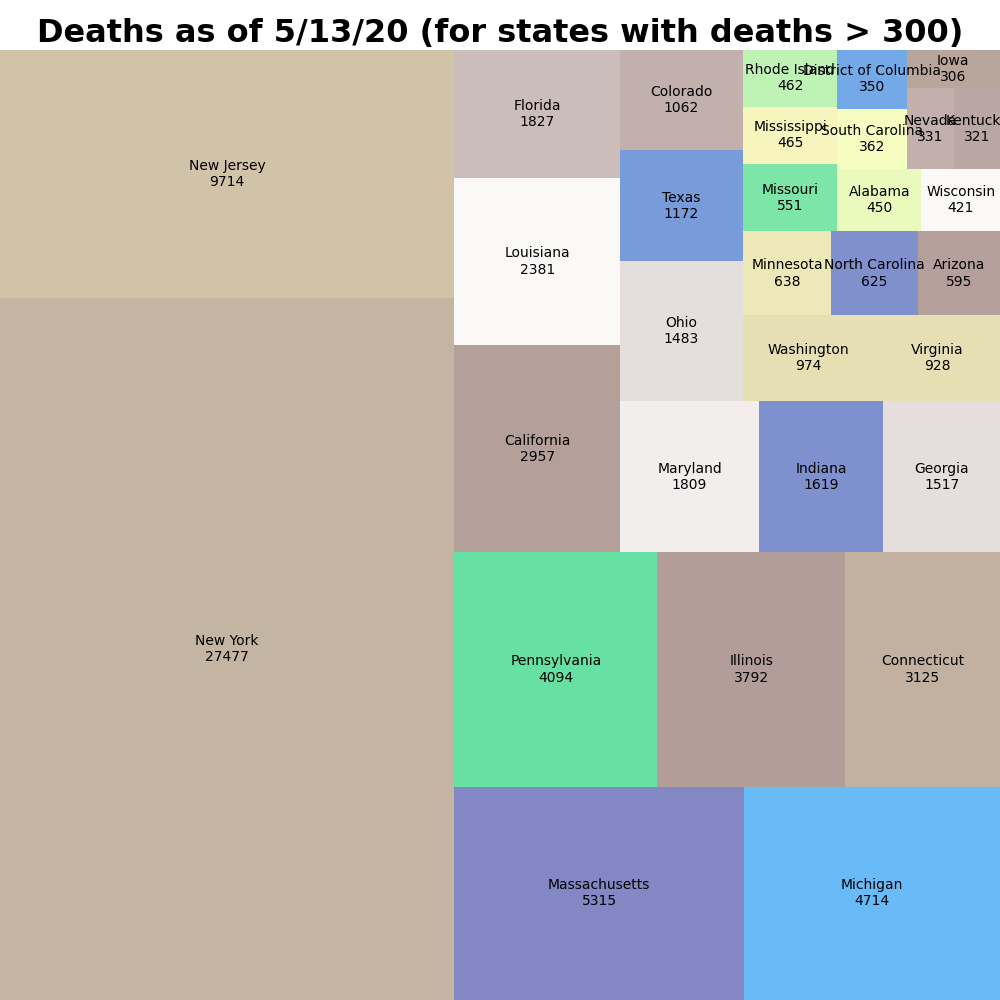 Deaths as of 5/13/20 (for states with deaths > 300)
New Jersey
9714
New York
27477
Florida
1827
Louisiana
2381
California
2957
Colorado
1062
Texas
1172
Ohio
1483
Rhode Island
462
District of Columbia
350
Iowa
306
Mississippi
465
South Carolina
362
Nevada
331
Kentuck
321
Missouri
551
Alabama
450
Wisconsin
421
Minnesota
638
North Carolina
625
Arizona
595
Washington
974
Virginia
928
Maryland
1809
Indiana
1619
Georgia
1517
Pennsylvania
4094
Illinois
3792
Connecticut
3125
Massachusetts
5315
Michigan
4714